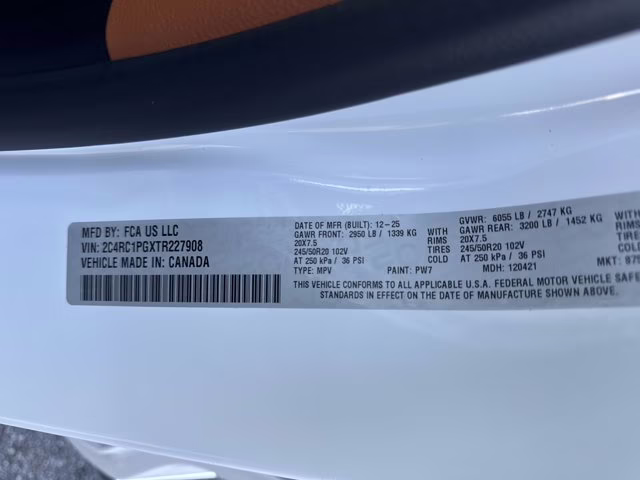 MFD BY: FCA US LLC
VIN: 2C4RC1PGXTR227908
VEHICLE MADE IN: CANADA
DATE OF MFR (BUILT): 12-25
GAWR FRONT: 2950 LB / 1339 KG WITH
20X7.5 RIMS
245/50R20 102V TIRES
AT 250 kPa / 36 PSI COLD
TYPE: MPV PAINT: PW7
GVWR: 6055 LB / 2747 KG
GAWR REAR: 3200 LB / 1452 KG WITH
20X7.5 RIMS
245/50R20 102V
AT 250 kPa / 36 PSI COLD
MDH: 120421 MKT:
THIS VEHICLE CONFORMS TO ALL APPLICABLE U.S.A. FEDERAL MOTOR VEHICLE
STANDARDS IN EFFECT ON THE DATE OF MANUFACTURE SHOWN ABOVE.